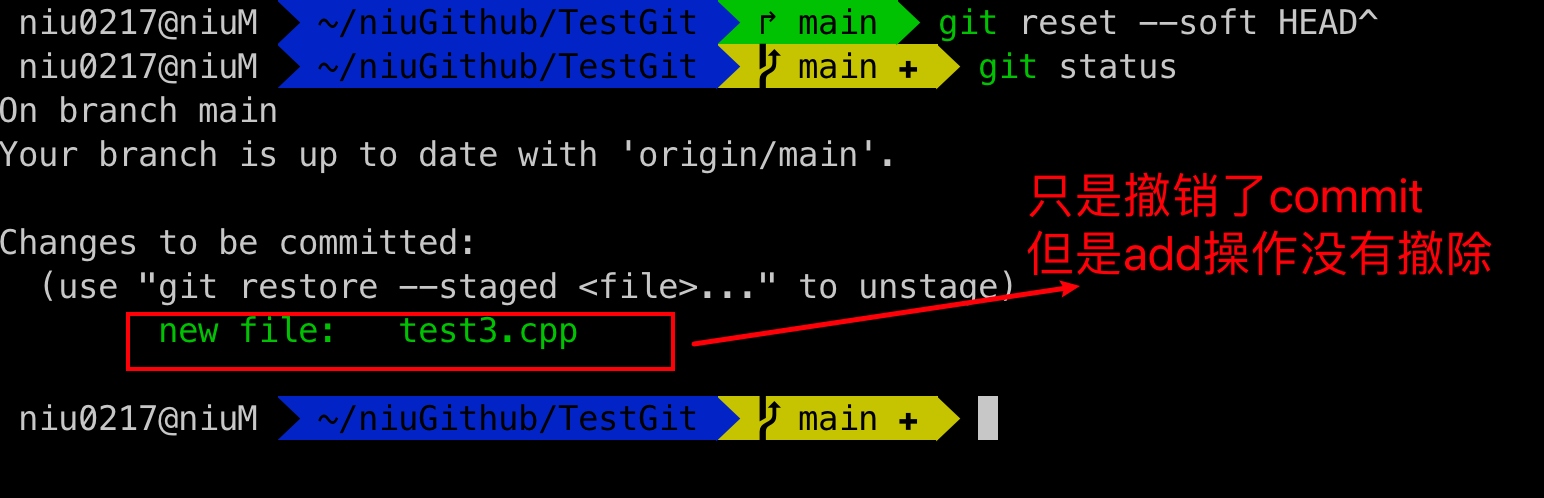 niu0217@niuM ~/niuGithub/TestGit main git reset --soft HEAD^
niu0217@niuM ~/niuGithub/TestGit main + git status
On branch main
Your branch is up to date with 'origin/main'.
Changes to be committed:
(use "git restore --staged <file>..." to unstage)
new file: test3.cpp
只是撤销了commit
但是add操作没有撤除
niu0217@niuM ~/niuGithub/TestGit main +